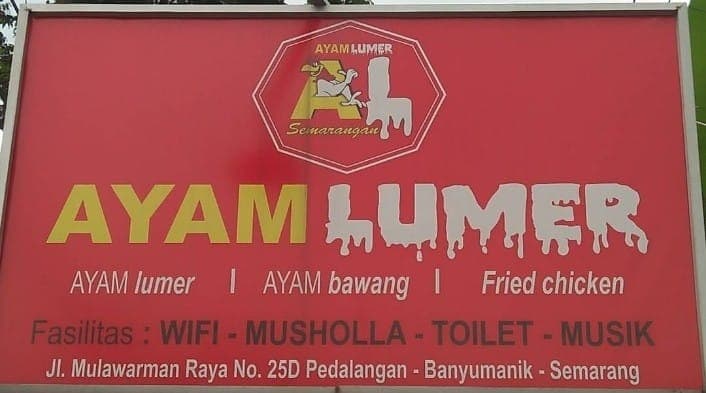 AYAM LUMER
AL
Semarangan
AYAM LUMER
AYAM lumer | AYAM bawang | Fried chicken
Fasilitas : WIFI - MUSHOLLA - TOILET - MUSIK
Jl. Mulawarman Raya No. 25D Pedalangan - Banyumanik - Semarang